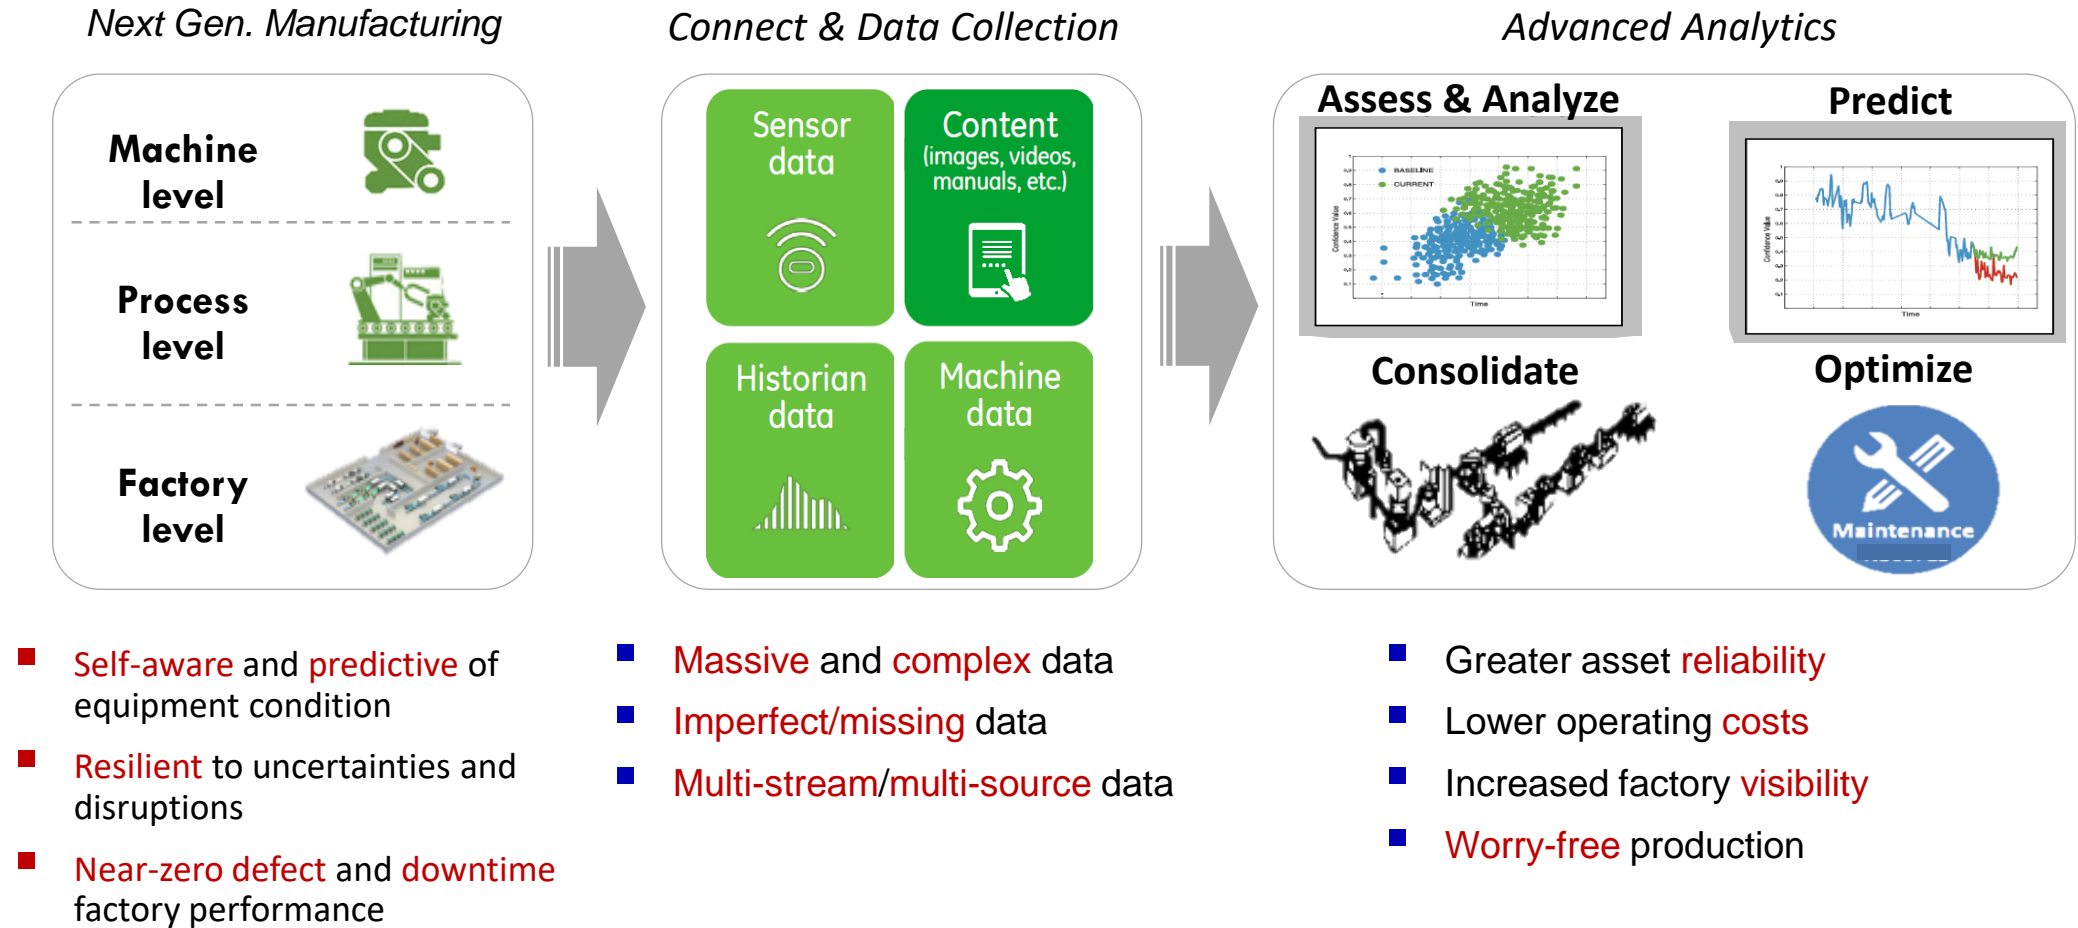 Next Gen. Manufacturing
Machine
level
Process
level
Factory
level
Self-aware and predictive of
equipment condition
Resilient to uncertainties and
disruptions
Near-zero defect and downtime
factory performance
Connect & Data Collection
Sensor
data
Content
(images, videos,
manuals, etc.)
Historian
data
Machine
data
Massive and complex data
Imperfect/missing data
Multi-stream/multi-source data
Advanced Analytics
Assess & Analyze
BASELINE
CURRENT
Confidence Value
Time
Predict
Confidence Value
Time
Consolidate
Optimize
Maintenance
Greater asset reliability
Lower operating costs
Increased factory visibility
Worry-free production